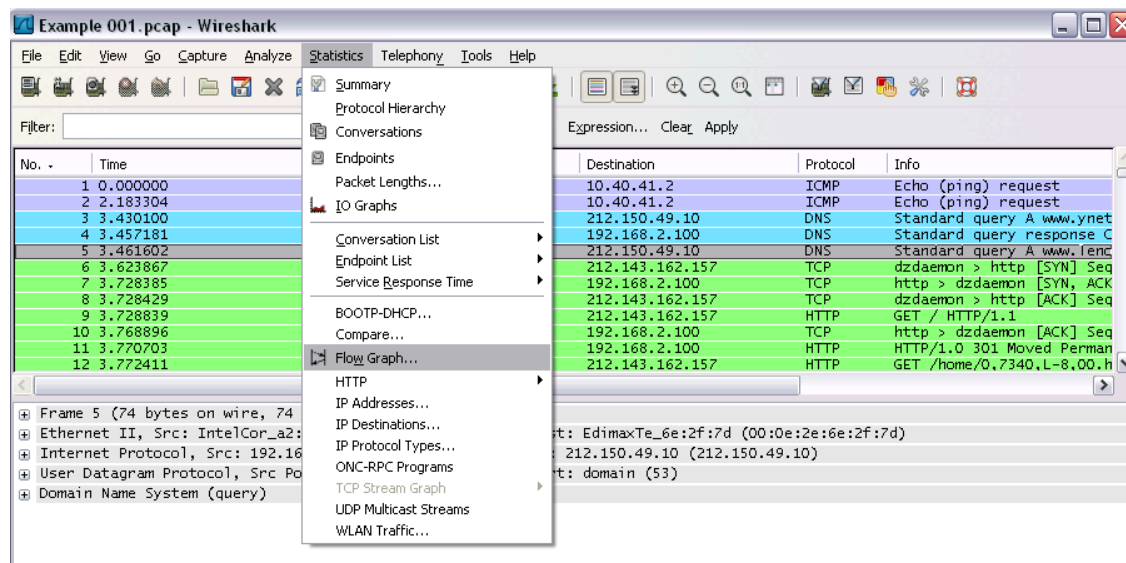 Example 001.pcap - Wireshark
File Edit View Go Capture Analyze Statistics Telephony Tools Help
Filter: Expression... Clear Apply
No. Time Destination Protocol Info
1 0.000000 10.40.41.2 ICMP Echo (ping) request
2 2.183304 10.40.41.2 ICMP Echo (ping) request
3 3.430100 212.150.49.10 DNS Standard query A www.ynet
4 3.457181 192.168.2.100 DNS Standard query response C
5 3.461602 212.150.49.10 DNS Standard query A
6 3.623867 212.143.162.157 TCP dzdaemon > http [SYN] Seq
7 3.728385 192.168.2.100 TCP http > dzdaemon [SYN, ACK
8 3.728429 212.143.162.157 TCP dzdaemon > http [ACK] Seq
9 3.728839 212.143.162.157 HTTP GET / HTTP/1.1
10 3.768896 192.168.2.100 TCP http > dzdaemon [ACK] Seq
11 3.770703 192.168.2.100 HTTP HTTP/1.0 301 Moved Perman
12 3.772411 212.143.162.157 HTTP GET /home/0,7340,L-8,00.h
Summary
Protocol Hierarchy
Conversations
Endpoints
Packet Lengths...
IO Graphs
Conversation List
Endpoint List
Service Response Time
BOOTP-DHCP...
Compare...
Flow Graph...
HTTP
IP Addresses...
IP Destinations...
IP Protocol Types...
ONC-RPC Programs
TCP Stream Graph
UDP Multicast Streams
WLAN Traffic...
Frame 5 (74 bytes on wire, 74
Ethernet II, Src: IntelCor_a2: st: EdimaxTe_6e:2f:7d (00:0e:2e:6e:2f:7d)
Internet Protocol, Src: 192.16 : 212.150.49.10 (212.150.49.10)
User Datagram Protocol, Src Po rt: domain (53)
Domain Name System (query)